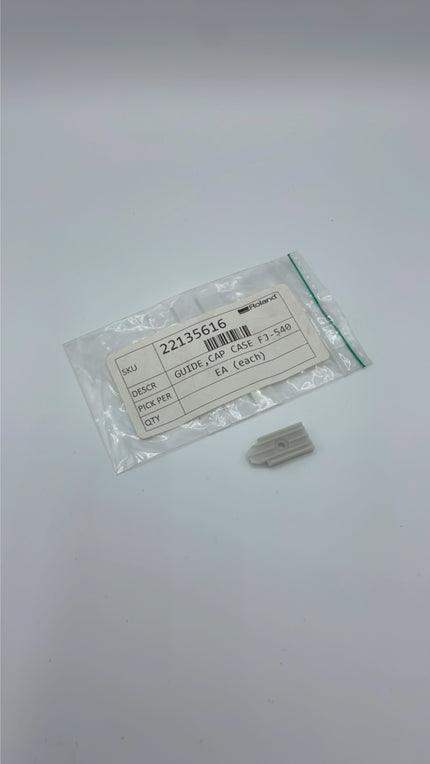 Roland
SKU 22135616
DESCR GUIDE,CAP CASE FJ-540
PICK PER EA (each)
QTY